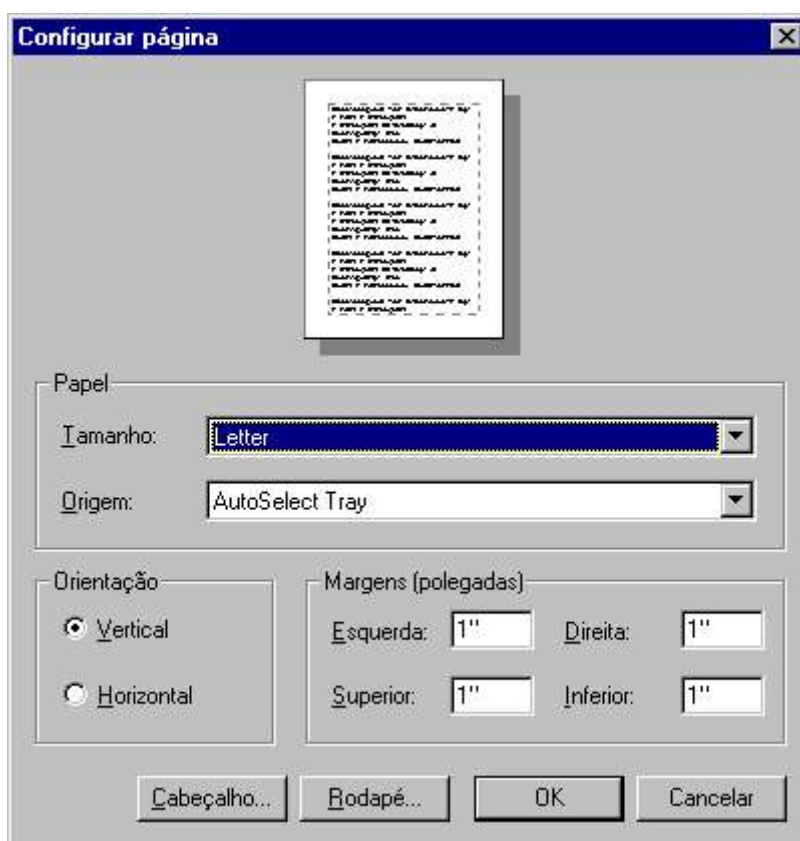 Configurar página
Papel
Tamanho: Letter
Origem: AutoSelect Tray
Orientação
Vertical
Horizontal
Margens (polegadas)
Esquerda: 1" Direita: 1"
Superior: 1" Inferior: 1"
Cabeçalho... Rodapé... OK Cancelar